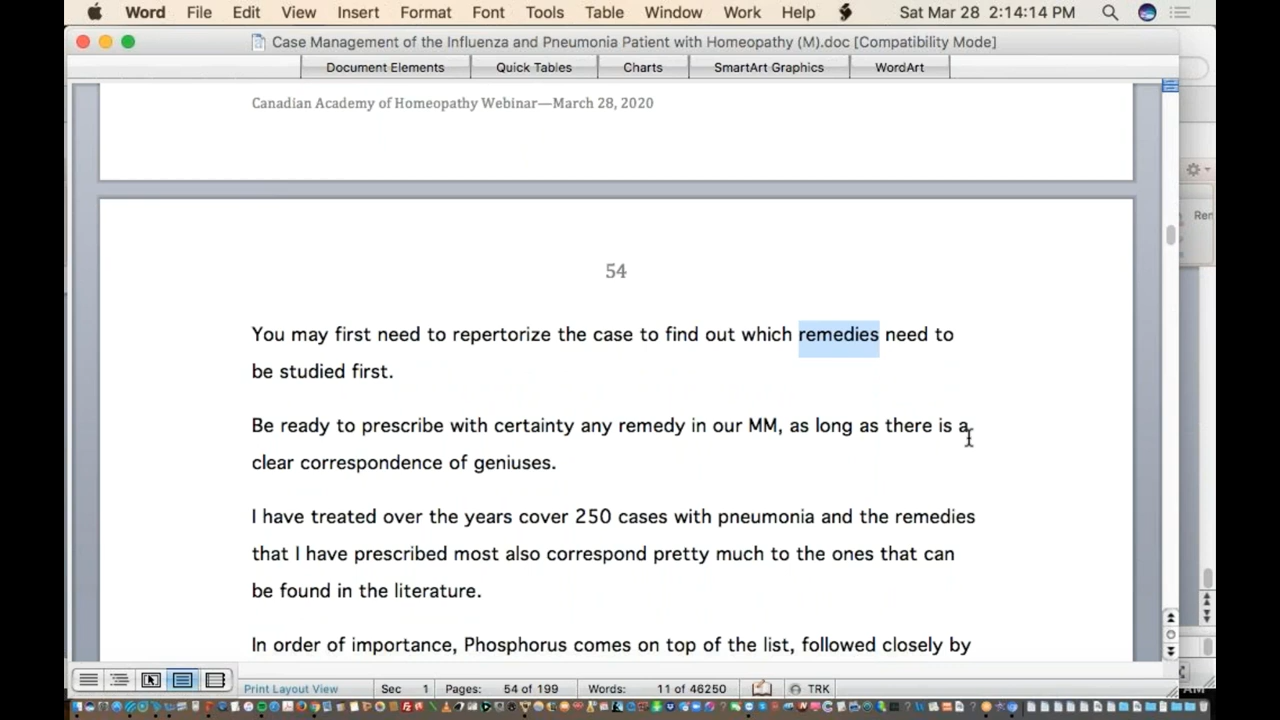 Word File Edit View Insert Format Font Tools Table Window Work Help Sat Mar 28 2:14:14 PM
Case Management of the Influenza and Pneumonia Patient with Homeopathy (M).doc [Compatibility Mode]
Document Elements Quick Tables Charts SmartArt Graphics WordArt
Canadian Academy of Homeopathy Webinar—March 28, 2020
54
You may first need to repertorize the case to find out which remedies need to
be studied first.
Be ready to prescribe with certainty any remedy in our MM, as long as there is a
clear correspondence of geniuses.
I have treated over the years cover 250 cases with pneumonia and the remedies
that I have prescribed most also correspond pretty much to the ones that can
be found in the literature.
In order of importance, Phosphorus comes on top of the list, followed closely by
Print Layout View Sec 1 Pages: 54 of 199 Words: 11 of 46250 TRK